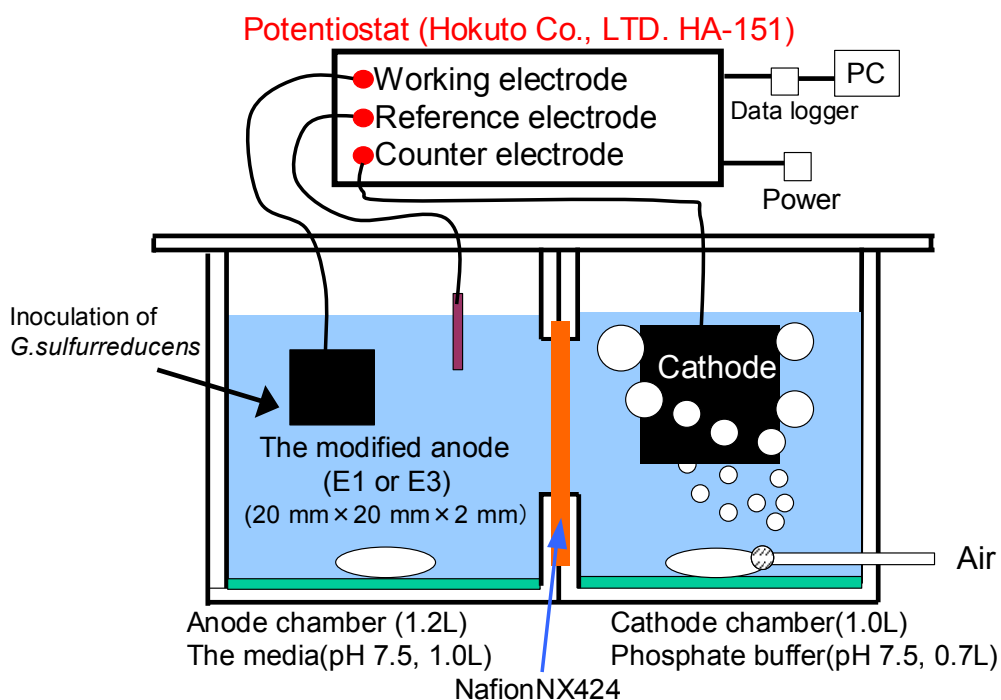 Potentiostat (Hokuto Co., LTD. HA-151)
Working electrode
Reference electrode
Counter electrode
PC
Data logger
Power
Inoculation of
G.sulfurreducens
The modified anode
(E1 or E3)
(20 mm×20 mm×2 mm)
Cathode
Air
Anode chamber (1.2L)
The media(pH 7.5, 1.0L)
Cathode chamber(1.0L)
Phosphate buffer(pH 7.5, 0.7L)
NafionNX424